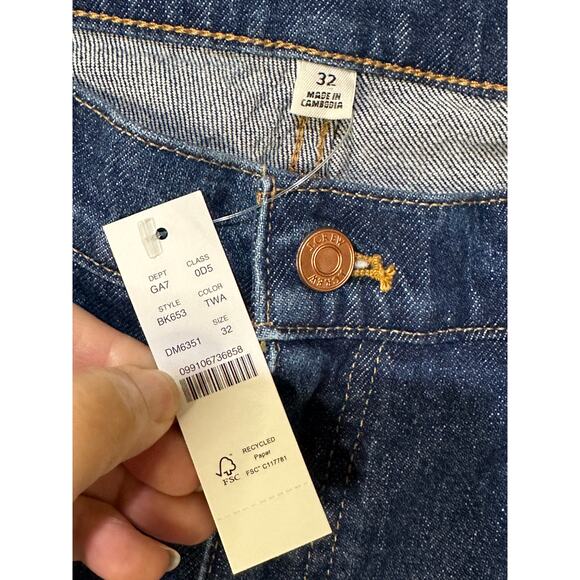 32
MADE IN
CAMBODIA
J.CREW
DEPT CLASS
GA7 0D5
STYLE COLOR
BK653 TWA
SIZE
DM6351 32
099106736858
RECYCLED
Paper
FSC® C117781
FSC